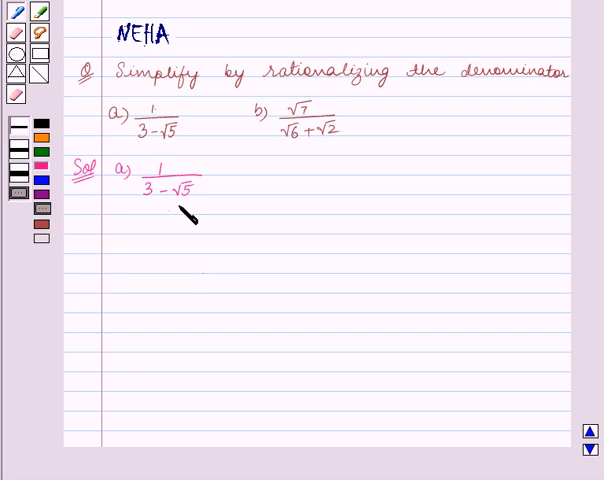 NEHA
Q Simplify by rationalizing the denominator
a) 1/(3-√5) b) √7/(√6+√2)
Sol a) 1/(3-√5)